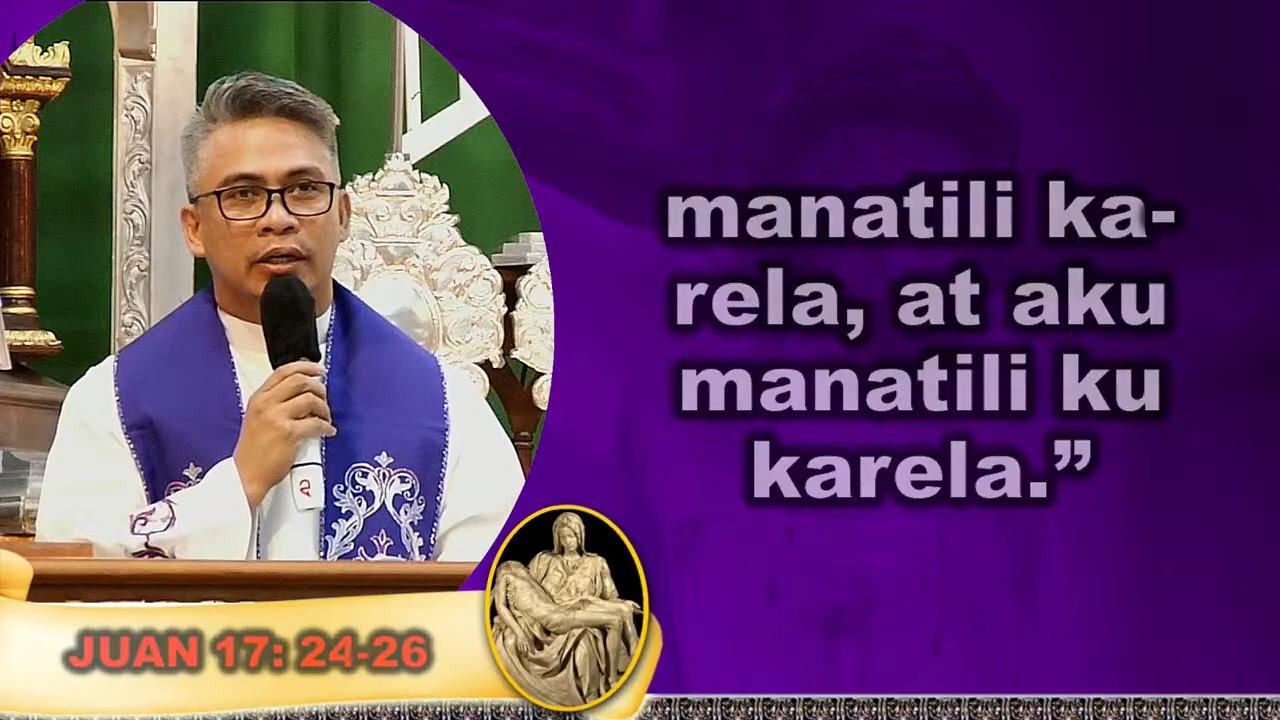 manatili ka-
rela, at aku
manatili ku
karela.”
JUAN 17: 24-26